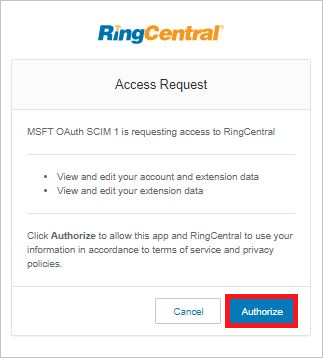 RingCentral®
Access Request
MSFT OAuth SCIM 1 is requesting access to RingCentral
• View and edit your account and extension data
• View and edit your extension data
Click Authorize to allow this app and RingCentral to use your
information in accordance to terms of service and privacy
policies.
Cancel
Authorize